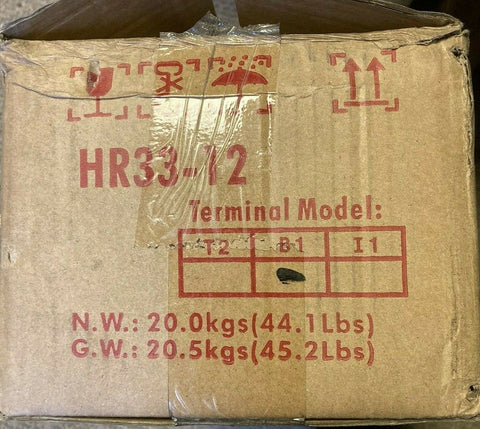 HR33-12
Terminal Model:
T2 B1 I1
N.W.: 20.0kgs(44.1Lbs)
G.W.: 20.5kgs(45.2Lbs)